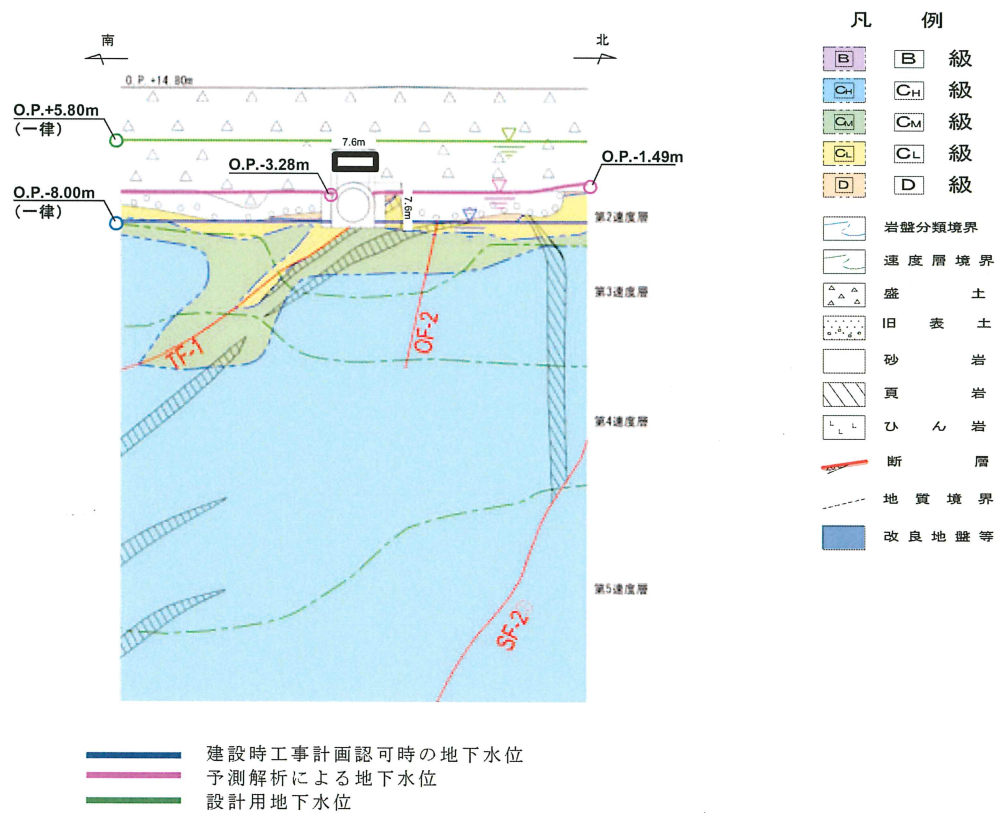 南
北
O.P.+14.80m
O.P.+5.80m
(一律)
7.6m
O.P.-3.28m
O.P.-1.49m
7.6m
O.P.-8.00m
(一律)
第2速度層
第3速度層
TF-1
OF-2
第4速度層
第5速度層
SF-2
凡 例
B B 級
CH CH 級
CM CM 級
CL CL 級
D D 級
岩盤分類境界
速度層境界
盛土
旧表土
砂岩
頁岩
ひん岩
断層
地質境界
改良地盤等
建設時工事計画認可時の地下水位
予測解析による地下水位
設計用地下水位